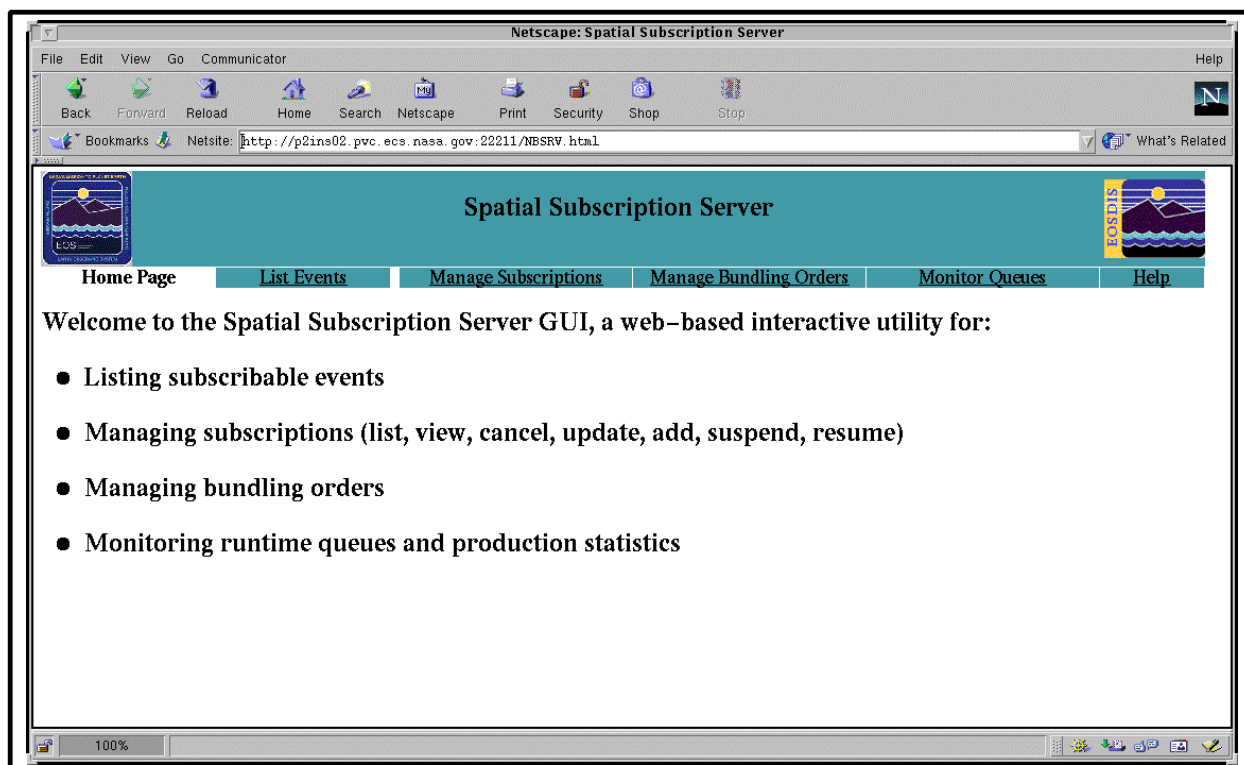 Netscape: Spatial Subscription Server
File Edit View Go Communicator Help
Back Forward Reload Home Search Netscape Print Security Shop Stop
My
N
Bookmarks Netsite: http://p2ins02.pvc.ecs.nasa.gov:22211/NBSRV.html What's Related
EOS
Spatial Subscription Server
EOSDIS
Home Page List Events Manage Subscriptions Manage Bundling Orders Monitor Queues Help
Welcome to the Spatial Subscription Server GUI, a web-based interactive utility for:
● Listing subscribable events
● Managing subscriptions (list, view, cancel, update, add, suspend, resume)
● Managing bundling orders
● Monitoring runtime queues and production statistics
100%